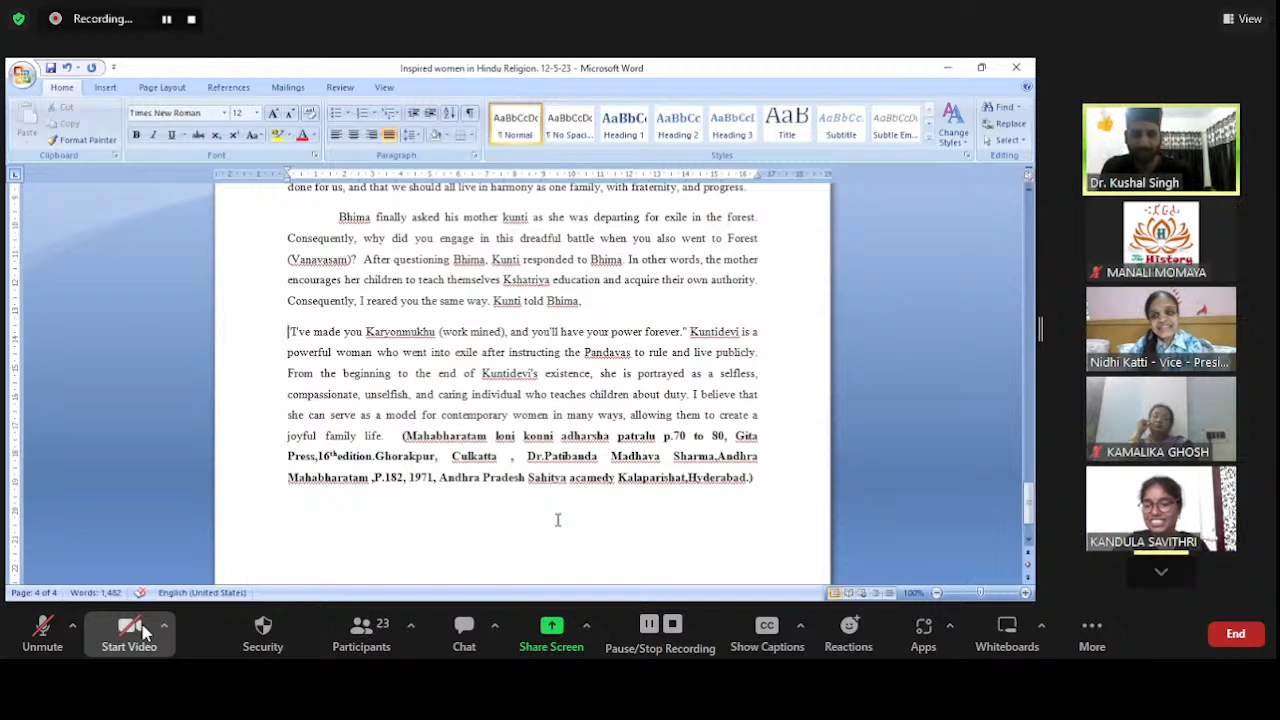 Recording...
View
Inspired women in Hindu Religion. 12-5-23 - Microsoft Word
Home Insert Page Layout References Mailings Review View
Cut
Copy
Paste
Format Painter
Times New Roman 12
AaBbCcDc AaBbCcDc AaBbC AaBbCc AaBbCcI AaB AaBbCc. AaBbCcDc
¶ Normal ¶ No Spaci... Heading 1 Heading 2 Heading 3 Title Subtitle Subtle Em...
Change Styles
Find
Replace
Select
Clipboard Font Paragraph Styles Editing
done for us, and that we should all live in harmony as one family, with fraternity, and progress.
Bhima finally asked his mother kunti as she was departing for exile in the forest.
Consequently, why did you engage in this dreadful battle when you also went to Forest
(Vanavasam)? After questioning Bhima, Kunti responded to Bhima. In other words, the mother
encourages her children to teach themselves Kshatriya education and acquire their own authority.
Consequently, I reared you the same way. Kunti told Bhima,
"I've made you Karyonmukhu (work mined), and you'll have your power forever." Kuntidevi is a
powerful woman who went into exile after instructing the Pandavas to rule and live publicly.
From the beginning to the end of Kuntidevi's existence, she is portrayed as a selfless,
compassionate, unselfish, and caring individual who teaches children about duty. I believe that
she can serve as a model for contemporary women in many ways, allowing them to create a
joyful family life. (Mahabharatam loni konni adharsha patralu p.70 to 80, Gita
Press,16thedition.Ghorakpur, Culkatta , Dr.Patibanda Madhava Sharma,Andhra
Mahabharatam ,P.182, 1971, Andhra Pradesh Sahitya acamedy Kalaparishat,Hyderabad.)
Page: 4 of 4 Words: 1,482 English (United States) 100%
Dr. Kushal Singh
The History
MANALI MOMAYA
Nidhi Katti - Vice - Presi...
KAMALIKA GHOSH
KANDULA SAVITHRI
Unmute
Start Video
Security
Participants 23
Chat
Share Screen
Pause/Stop Recording
Show Captions
Reactions
Apps
Whiteboards
More
End